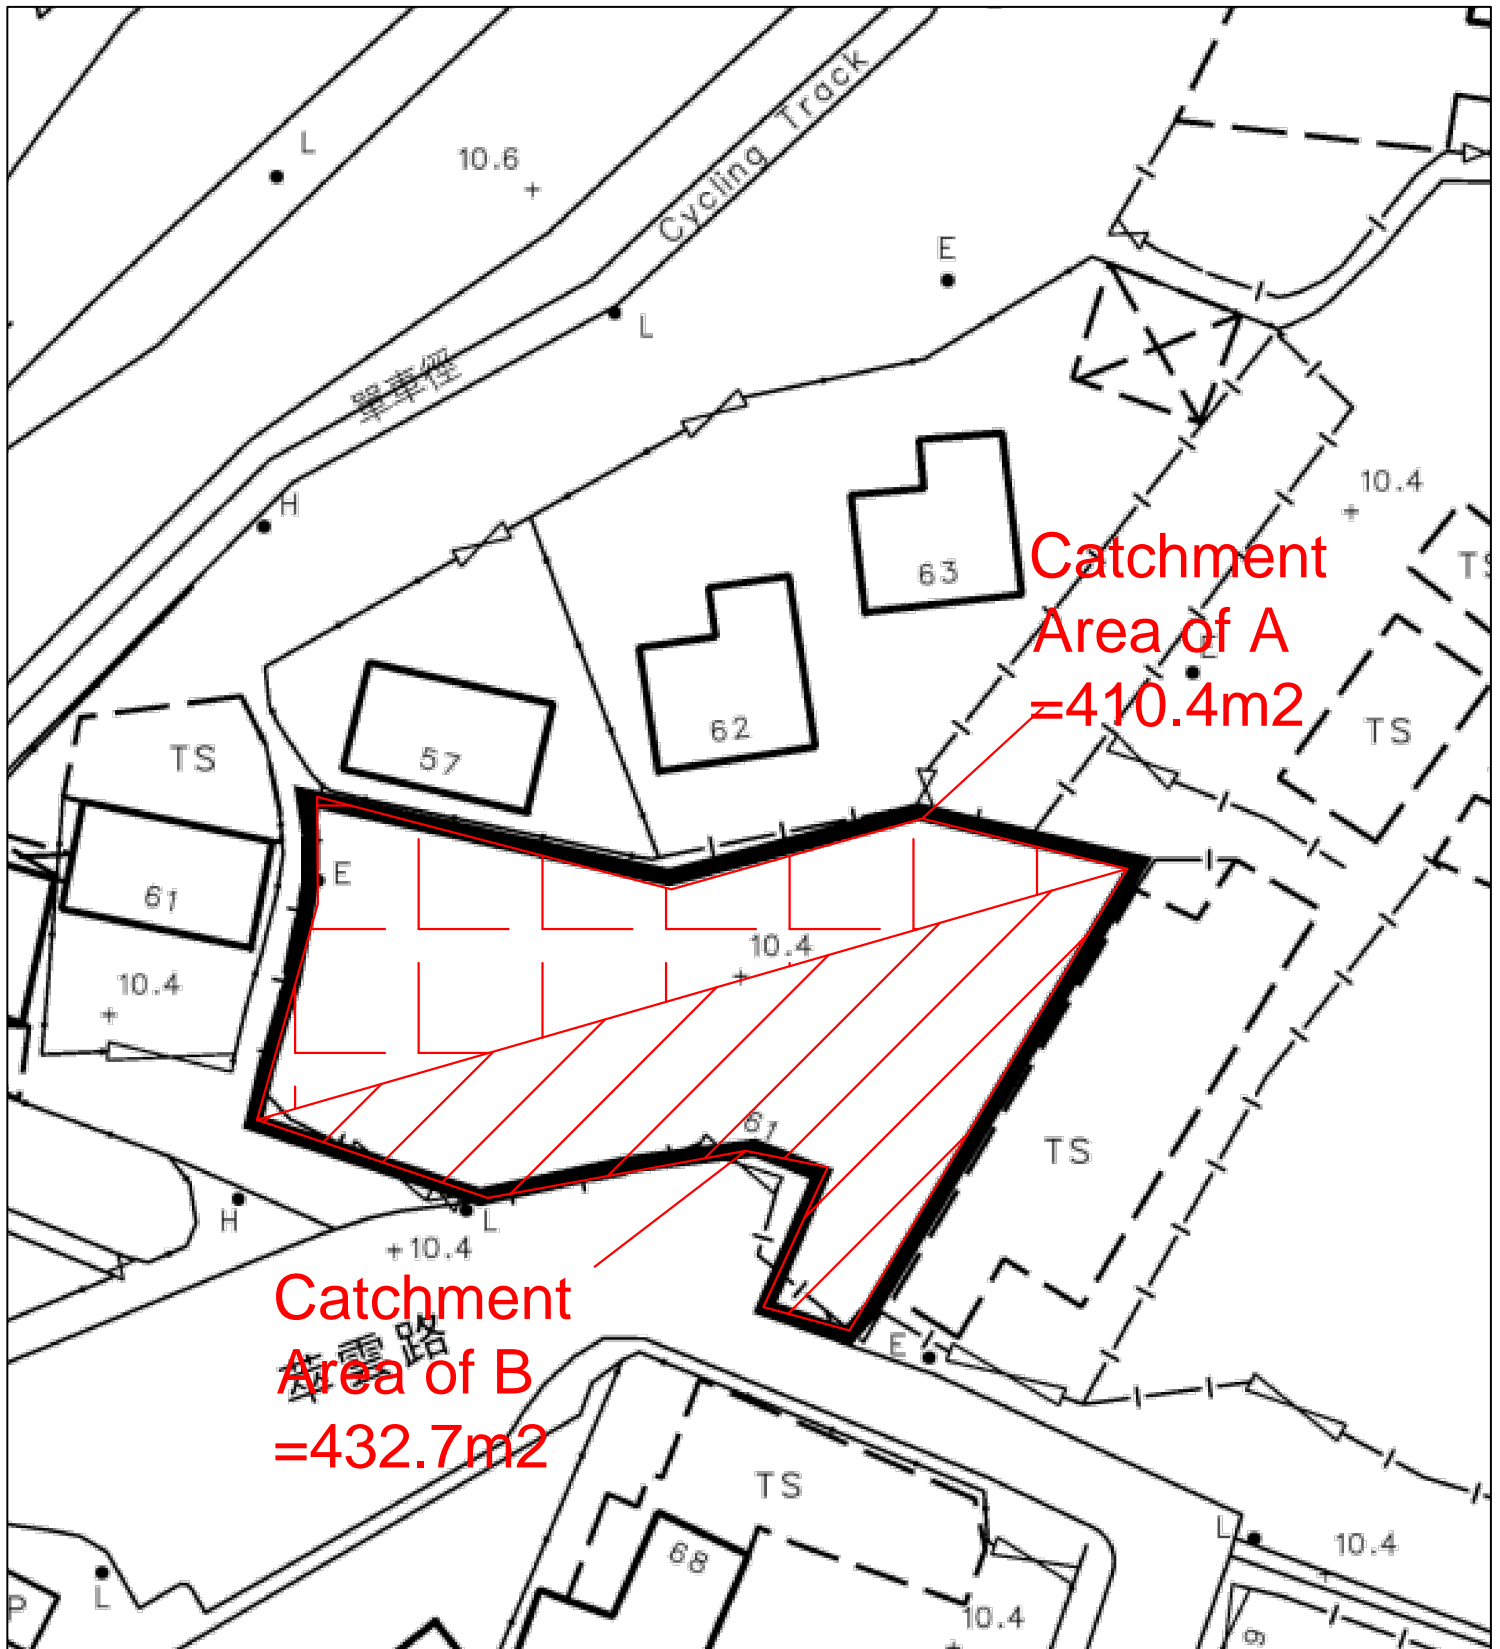 L
10.6
Cycling Track
E
L
單車徑
H
10.4
TS
63
Catchment
Area of A
=410.4m2
E
62
TS
57
TS
E
61
10.4
10.4
61
TS
H
L
10.4
Catchment
Area of B
=432.7m2
E
TS
L
10.4
68
L
P
10.4
9